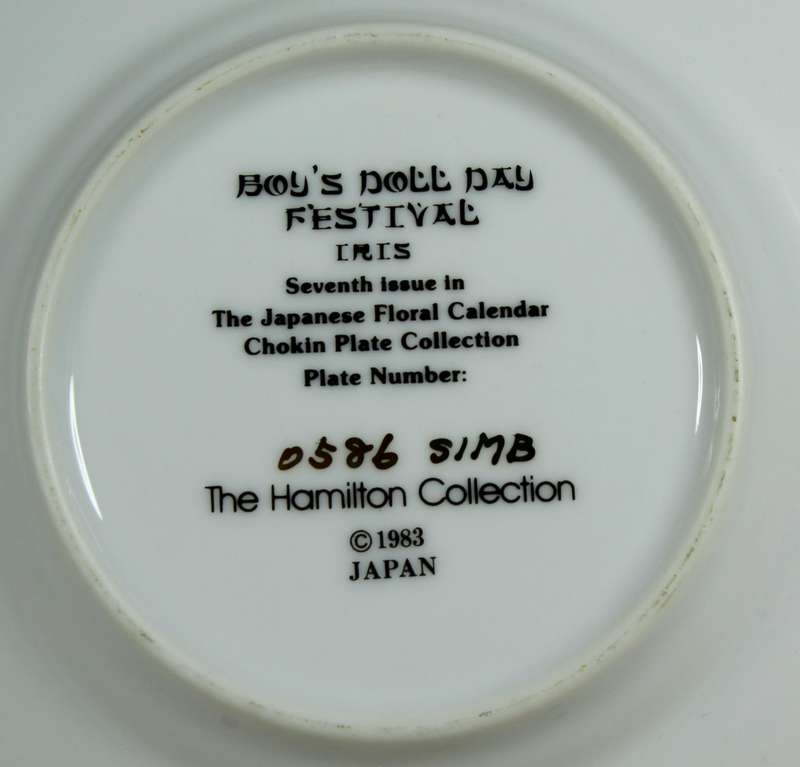 BOY'S DOLL DAY
FESTIVAL
IRIS
Seventh issue in
The Japanese Floral Calendar
Chokin Plate Collection
Plate Number:
0586 SIMB
The Hamilton Collection
© 1983
JAPAN